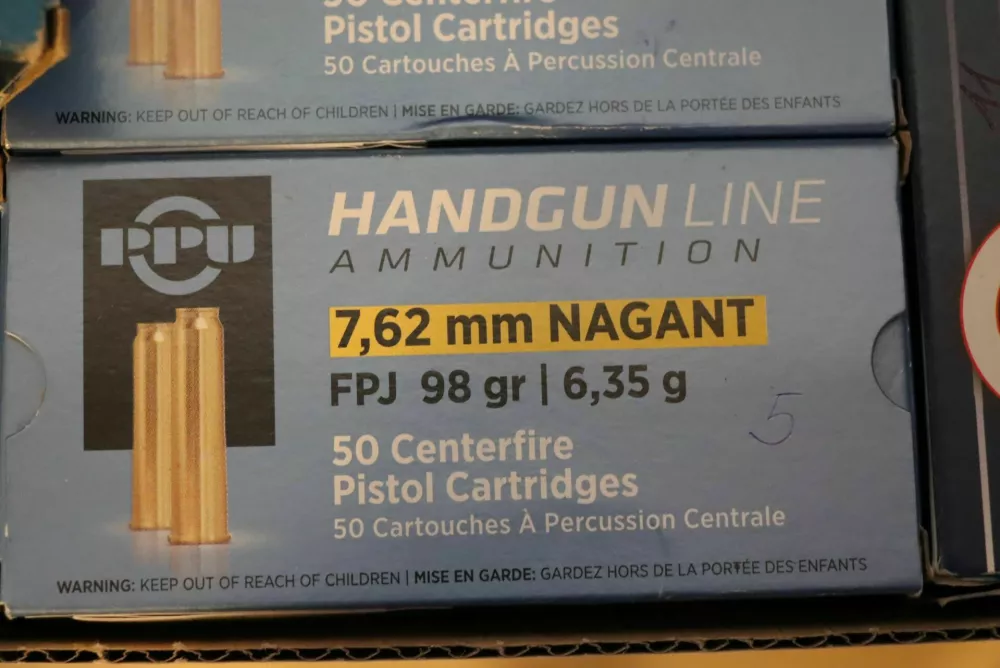 Pistol Cartridges
50 Cartouches À Percussion Centrale
WARNING: KEEP OUT OF REACH OF CHILDREN | MISE EN GARDE: GARDEZ HORS DE LA PORTÉE DES ENFANTS
PPU
HANDGUN LINE
AMMUNITION
7,62 mm NAGANT
FPJ 98 gr | 6,35 g
5
50 Centerfire
Pistol Cartridges
50 Cartouches À Percussion Centrale
WARNING: KEEP OUT OF REACH OF CHILDREN | MISE EN GARDE: GARDEZ HORS DE LA PORTÉE DES ENFANTS